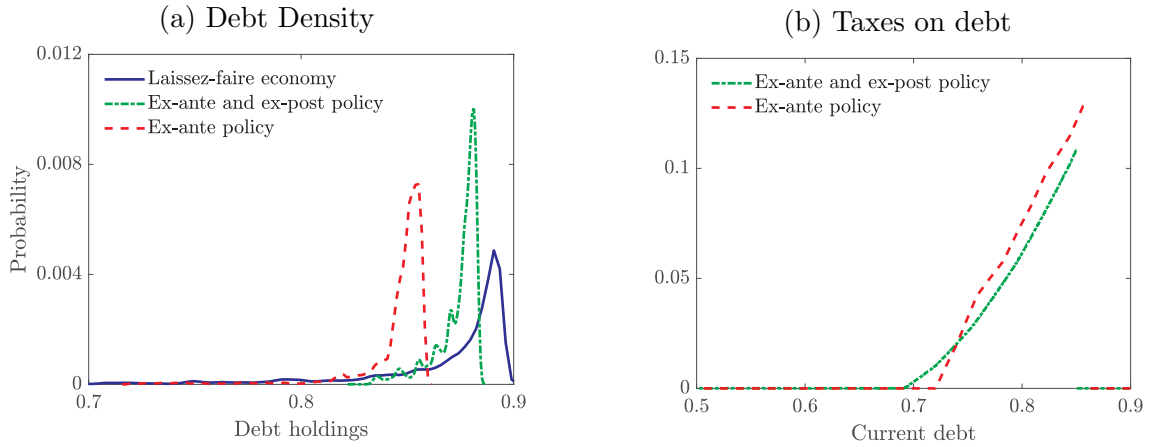 (a) Debt Density
0.012
0.008
0.004
0
Probability
Laissez-faire economy
Ex-ante and ex-post policy
Ex-ante policy
0.7
0.8
0.9
Debt holdings
(b) Taxes on debt
0.15
0.1
0.05
0
Ex-ante and ex-post policy
Ex-ante policy
0.5
0.6
0.7
0.8
0.9
Current debt